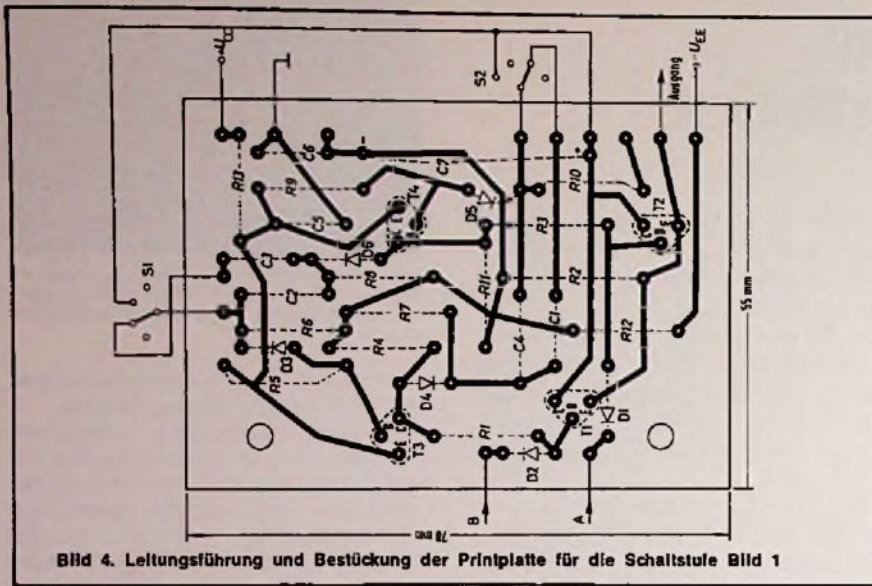 S1
U
S2
Ausgang
U_EE
R13
C6
C7
R9
C5
T4
D5
R10
T2
C3
D6
R8
R11
R3
R2
C2
R6
R7
C4
C1
R12
D3
R4
R5
D4
T3
R1
D2
T1
D1
B
A
70 mm
55 mm
Bild 4. Leitungsführung und Bestückung der Printplatte für die Schaltstufe Bild 1